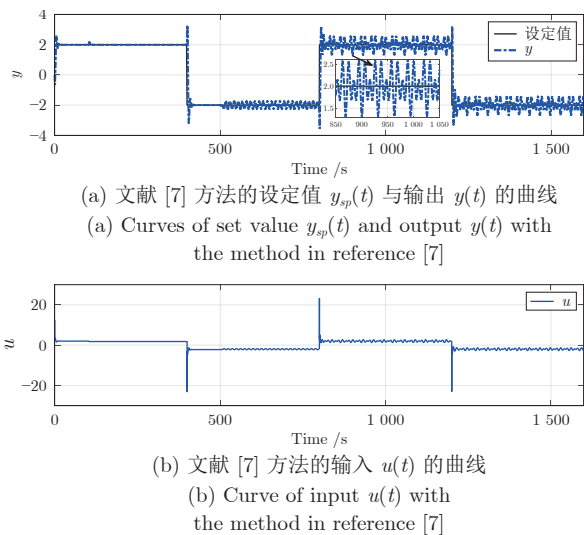 4
2
0
−2
−4
y
设定值
y
2.5
2.0
1.5
850
900
950
1 000
1 050
0
500
1 000
1 500
Time /s
(a) 文献 [7] 方法的设定值 ysp(t) 与输出 y(t) 的曲线
(a) Curves of set value ysp(t) and output y(t) with
the method in reference [7]
20
0
−20
u
u
0
500
1 000
1 500
Time /s
(b) 文献 [7] 方法的输入 u(t) 的曲线
(b) Curve of input u(t) with
the method in reference [7]